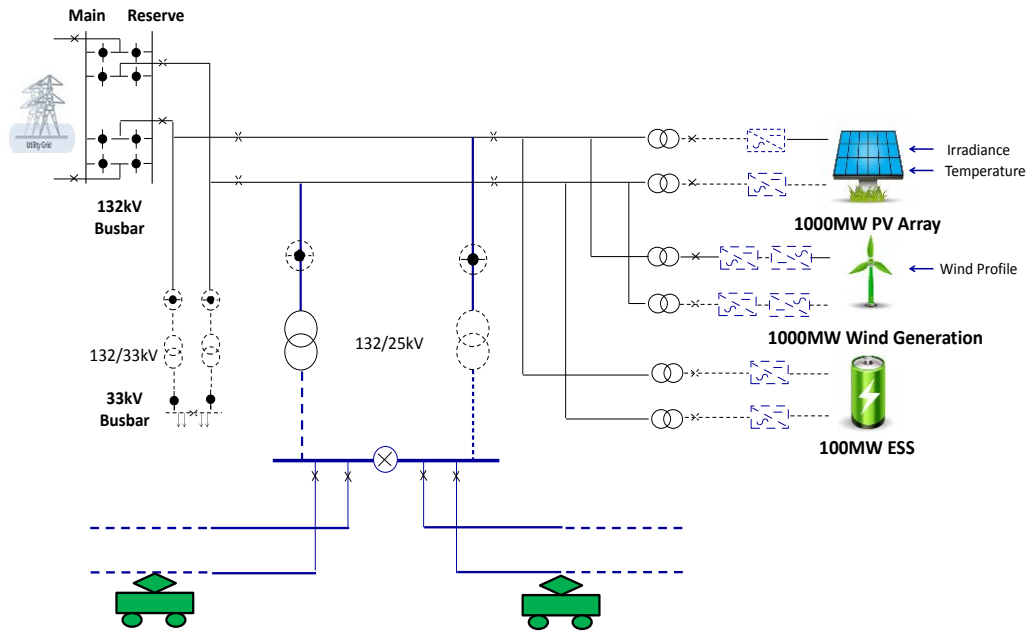 Main Reserve
Utility Grid
132kV
Busbar
Irradiance
Temperature
1000MW PV Array
Wind Profile
132/33kV
132/25kV
1000MW Wind Generation
33kV
Busbar
100MW ESS